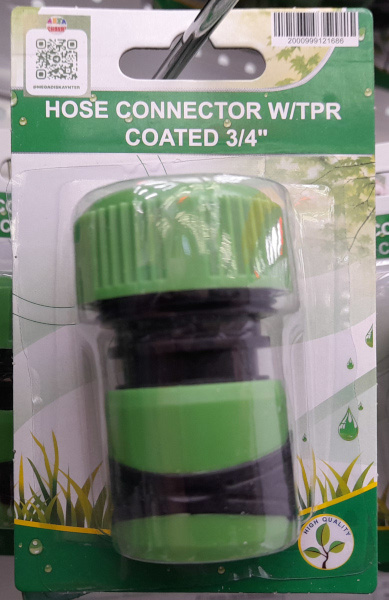 2000999121686
HOSE CONNECTOR W/TPR
COATED 3/4"
HIGH QUALITY